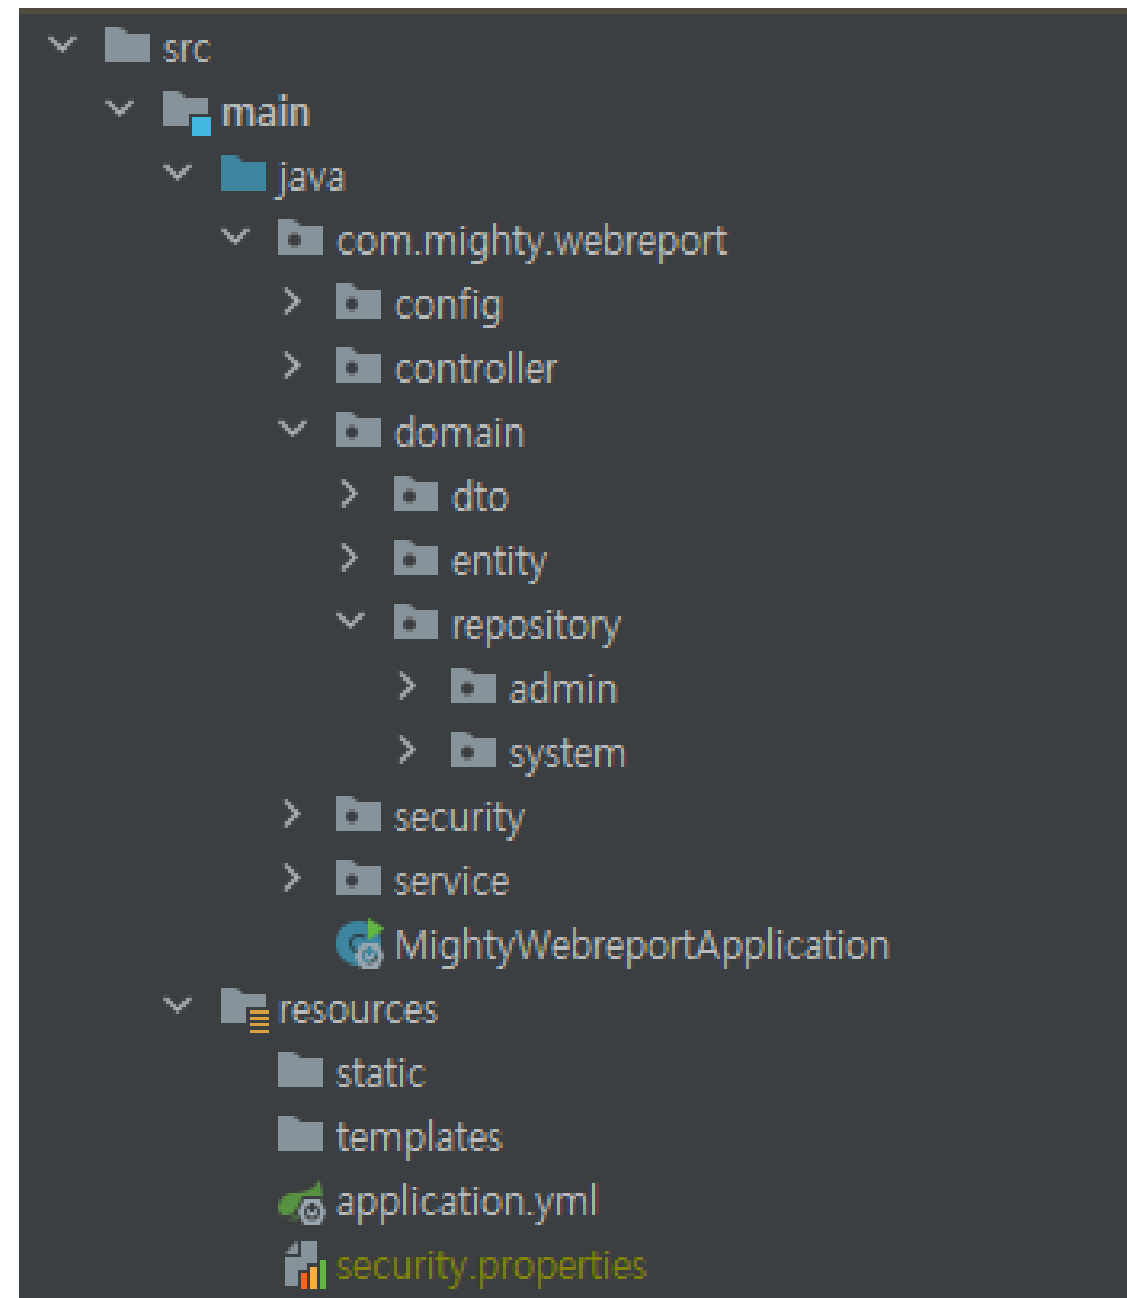 src
main
java
com.mighty.webreport
config
controller
domain
dto
entity
repository
admin
system
security
service
MightyWebreportApplication
resources
static
templates
application.yml
security.properties